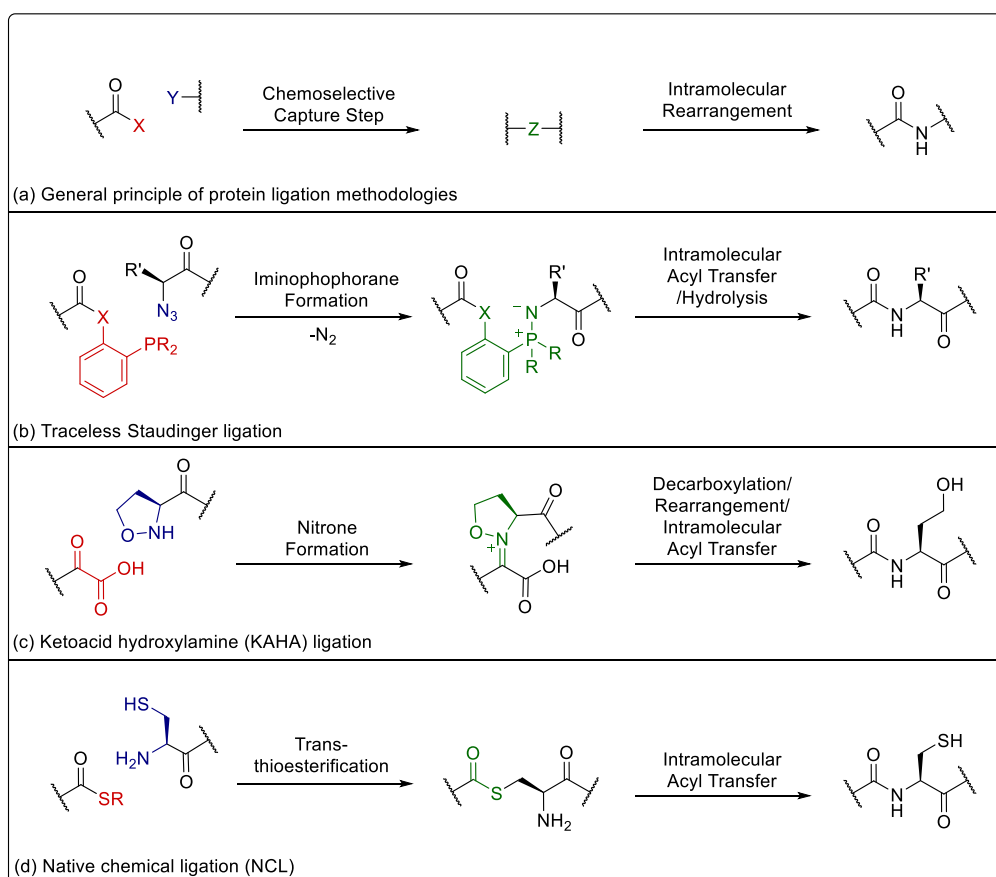 O
X
Y
Chemoselective
Capture Step
Z
Intramolecular
Rearrangement
O
N
H
(a) General principle of protein ligation methodologies
O
R'
O
X
N3
PR2
Iminophophorane
Formation
-N2
O
X
R'
N
−
+
P
R
R
O
Intramolecular
Acyl Transfer
/Hydrolysis
O
R'
N
H
O
(b) Traceless Staudinger ligation
O
O
NH
O
OH
O
Nitrone
Formation
O
O
N
+
OH
O
Decarboxylation/
Rearrangement/
Intramolecular
Acyl Transfer
OH
O
N
H
O
(c) Ketoacid hydroxylamine (KAHA) ligation
HS
H2N
O
O
SR
Trans-
thioesterification
O
S
O
NH2
Intramolecular
Acyl Transfer
SH
O
N
H
O
(d) Native chemical ligation (NCL)